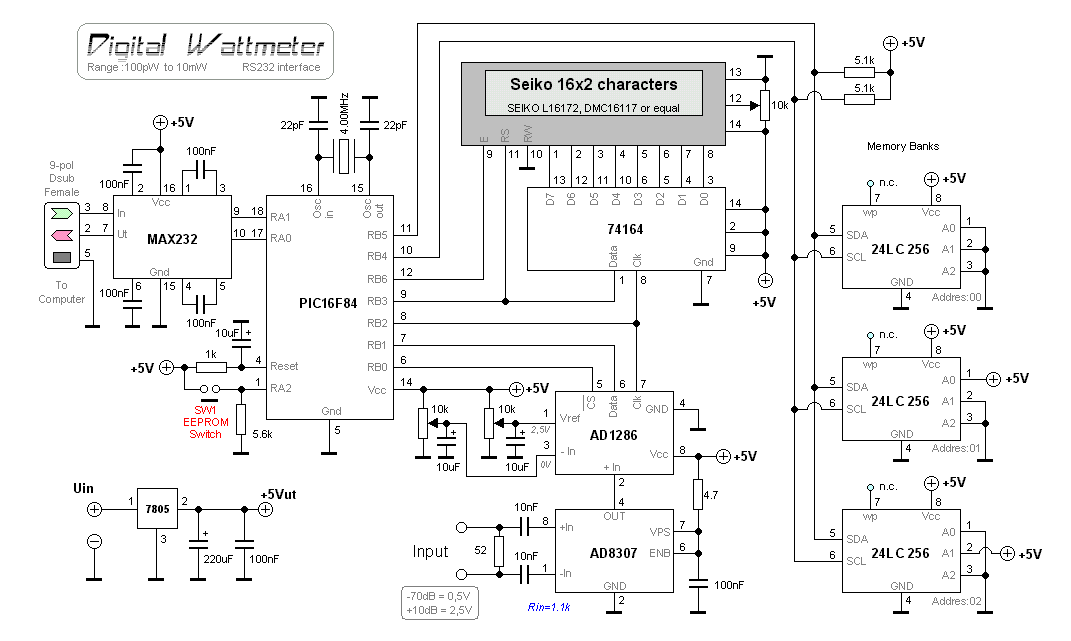 Digital Wattmeter
Range :100pW to 10mW RS232 interface
+5V
5.1k
5.1k
Seiko 16x2 characters
SEIKO L16172, DMC16117 or equal
13
12
14
10k
E RS R\W
9 11 10 1 2 3 4 5 6 7 8
22pF 4.00MHz 22pF
16 15
Osc in Osc out
+5V
100nF
100nF
2 16 1 3
Vcc
9-pol
Dsub
Female
3 8 In
2 7 Ut
5
MAX232
9 18 RA1
10 17 RA0
Gnd
6 15 4 5
100nF
100nF
To
Computer
PIC16F84
RB5 11
RB4 10
RB6 12
RB3 9
RB2 8
RB1 7
RB0 6
Vcc 14
10uF +
+5V 1k 4 Reset
1 RA2
SW1
EEPROM
Switch
5.6k
Gnd
5
13 12 11 10 6 5 4 3
D7 D6 D5 D4 D3 D2 D1 D0
74164
14
2
9
Data Clk Gnd
1 8 7
+5V
+5V
10k
10k
+
10uF
+
10uF
1 Vref
2,5V
3 - In
0V
5 6 7
CS Data Clk
GND 4
AD1286
Vcc 8
+5V
+ In
2
4
OUT
4.7
10nF
8 +In
10nF
1 -In
52
Input
AD8307
VPS 7
ENB 6
GND
2
100nF
Rin=1.1k
-70dB = 0,5V
+10dB = 2,5V
Uin
1 7805 2
3
+5Vut
+
220uF
100nF
Memory Banks
n.c. +5V
7 8
wp Vcc
5 SDA
6 SCL
24LC256
A0 1
A1 2
A2 3
GND
4
Addres:00
n.c. +5V
7 8
wp Vcc
5 SDA
6 SCL
24LC256
A0 1 +5V
A1 2
A2 3
GND
4
Addres:01
n.c. +5V
7 8
wp Vcc
5 SDA
6 SCL
24LC256
A0 1
A1 2 +5V
A2 3
GND
4
Addres:02